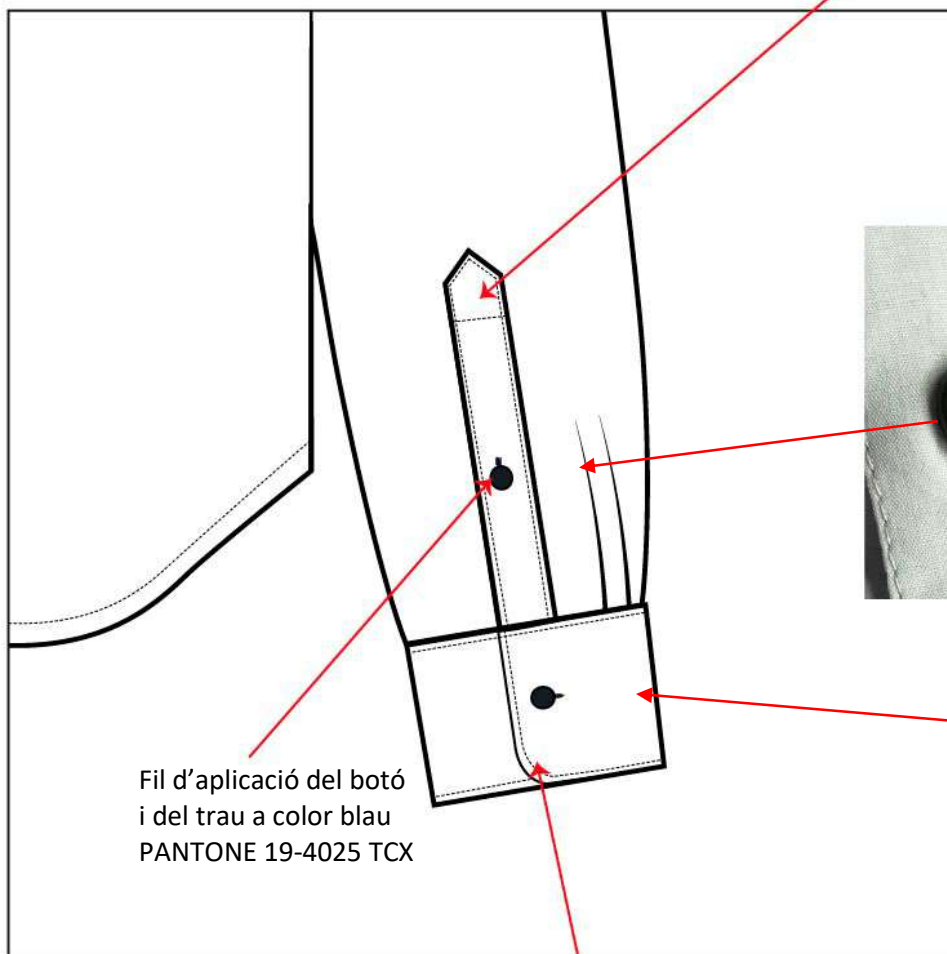 Fil d’aplicació del botó
i del trau a color blau
PANTONE 19-4025 TCX